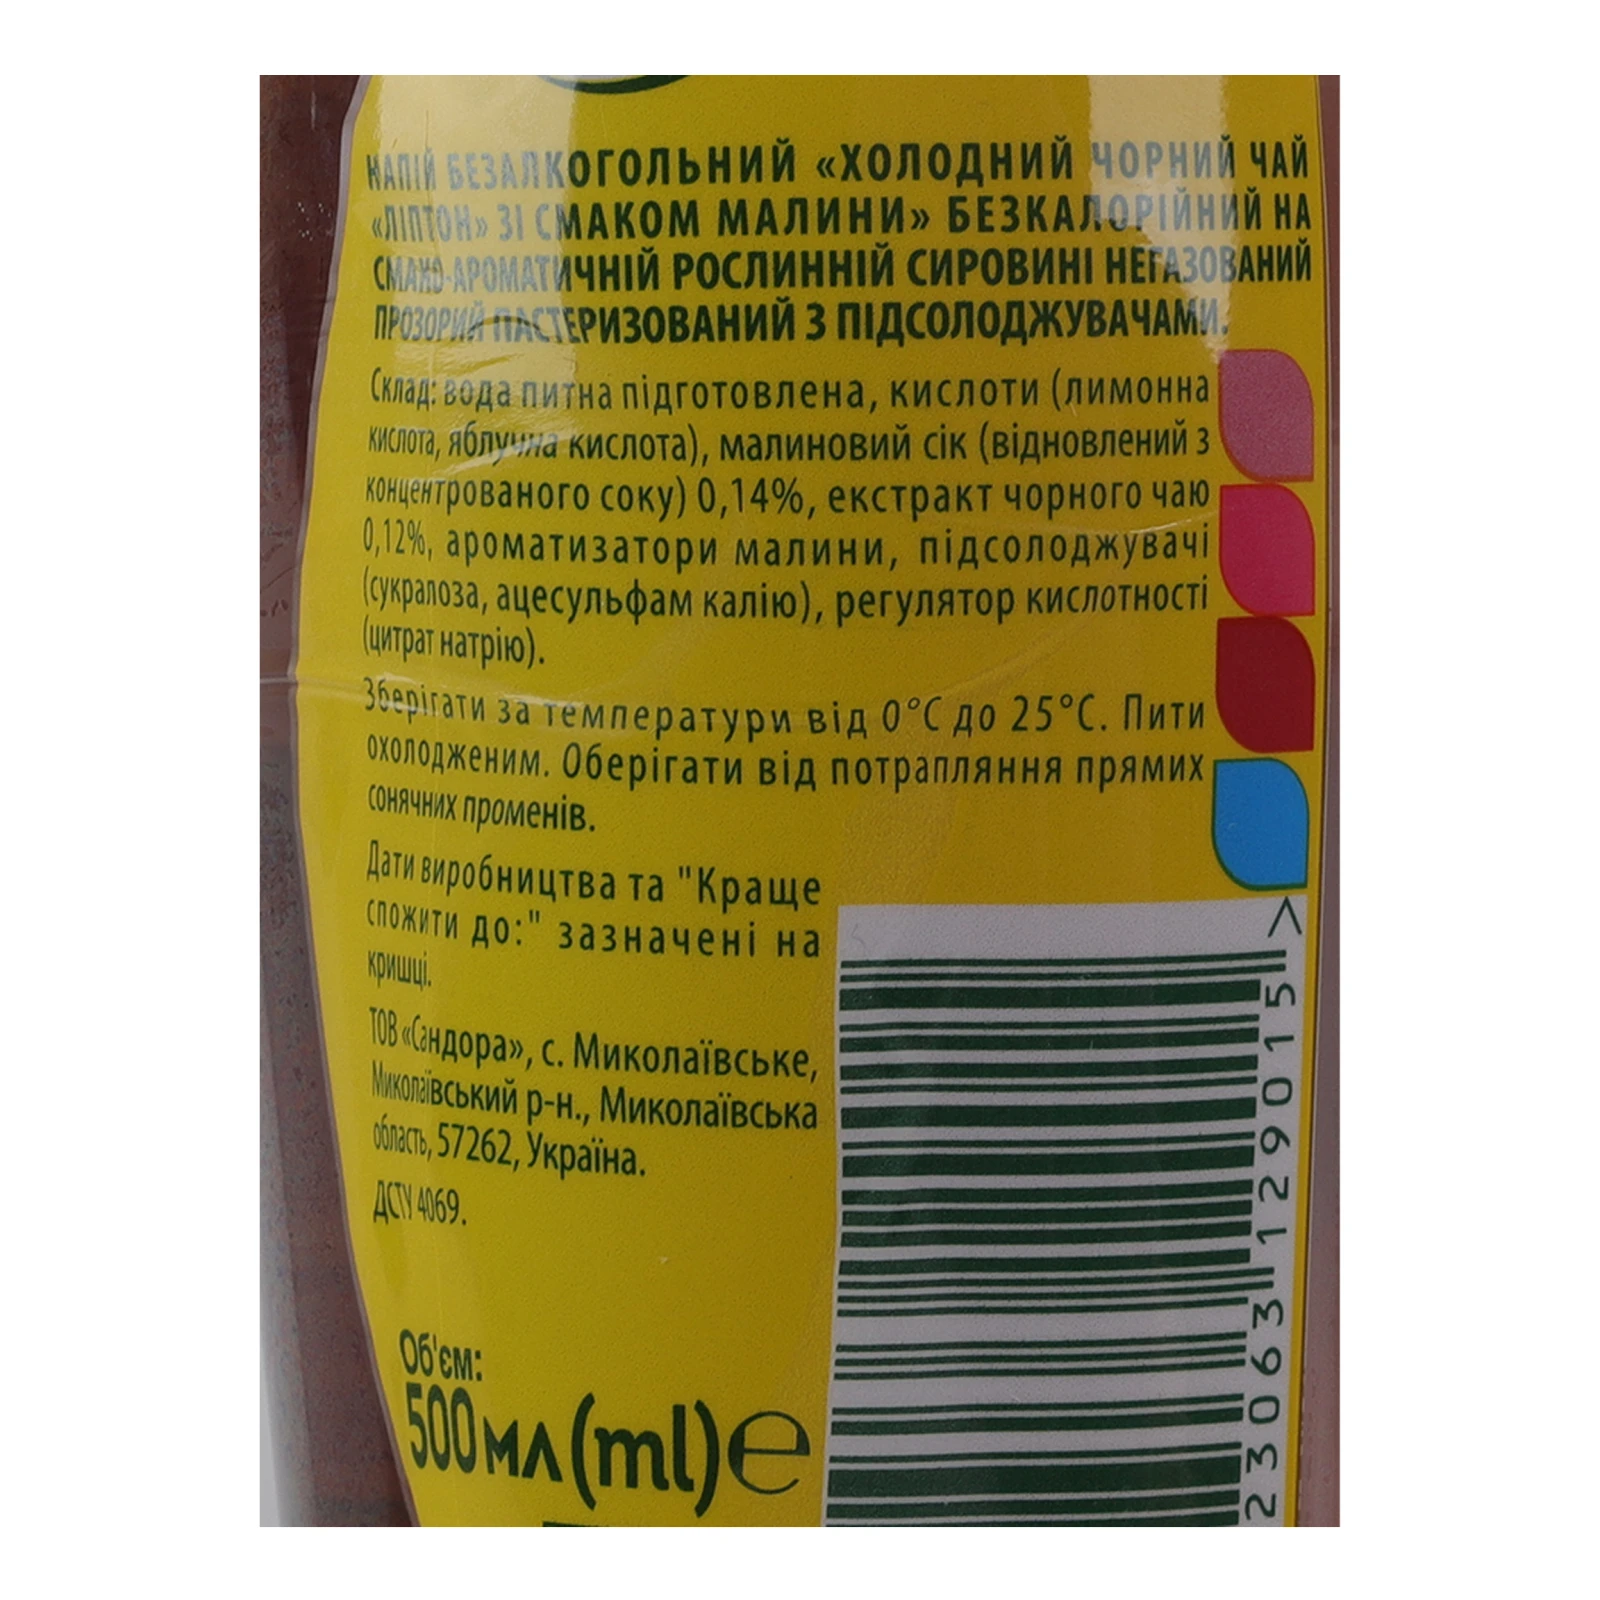 НАПІЙ БЕЗАЛКОГОЛЬНИЙ «ХОЛОДНИЙ ЧОРНИЙ ЧАЙ
«ЛІПТОН» ЗІ СМАКОМ МАЛИНИ» БЕЗКАЛОРІЙНИЙ НА
СМАКО-АРОМАТИЧНІЙ РОСЛИННІЙ СИРОВИНІ НЕГАЗОВАНИЙ
ПРОЗОРИЙ ПАСТЕРИЗОВАНИЙ З ПІДСОЛОДЖУВАЧАМИ.
Склад: вода питна підготовлена, кислоти (лимонна
кислота, яблучна кислота), малиновий сік (відновлений з
концентрованого соку) 0,14%, екстракт чорного чаю
0,12%, ароматизатори малини, підсолоджувачі
(сукралоза, ацесульфам калію), регулятор кислотності
(цитрат натрію).
Зберігати за температури від 0°C до 25°C. Пити
охолодженим. Оберігати від потрапляння прямих
сонячних променів.
Дати виробництва та "Краще
спожити до:" зазначені на
кришці.
ТОВ «Сандора», с. Миколаївське,
Миколаївський р-н., Миколаївська
область, 57262, Україна.
ДСТУ 4069.
Об'єм:
500 мл (ml) e
23063 129015 >